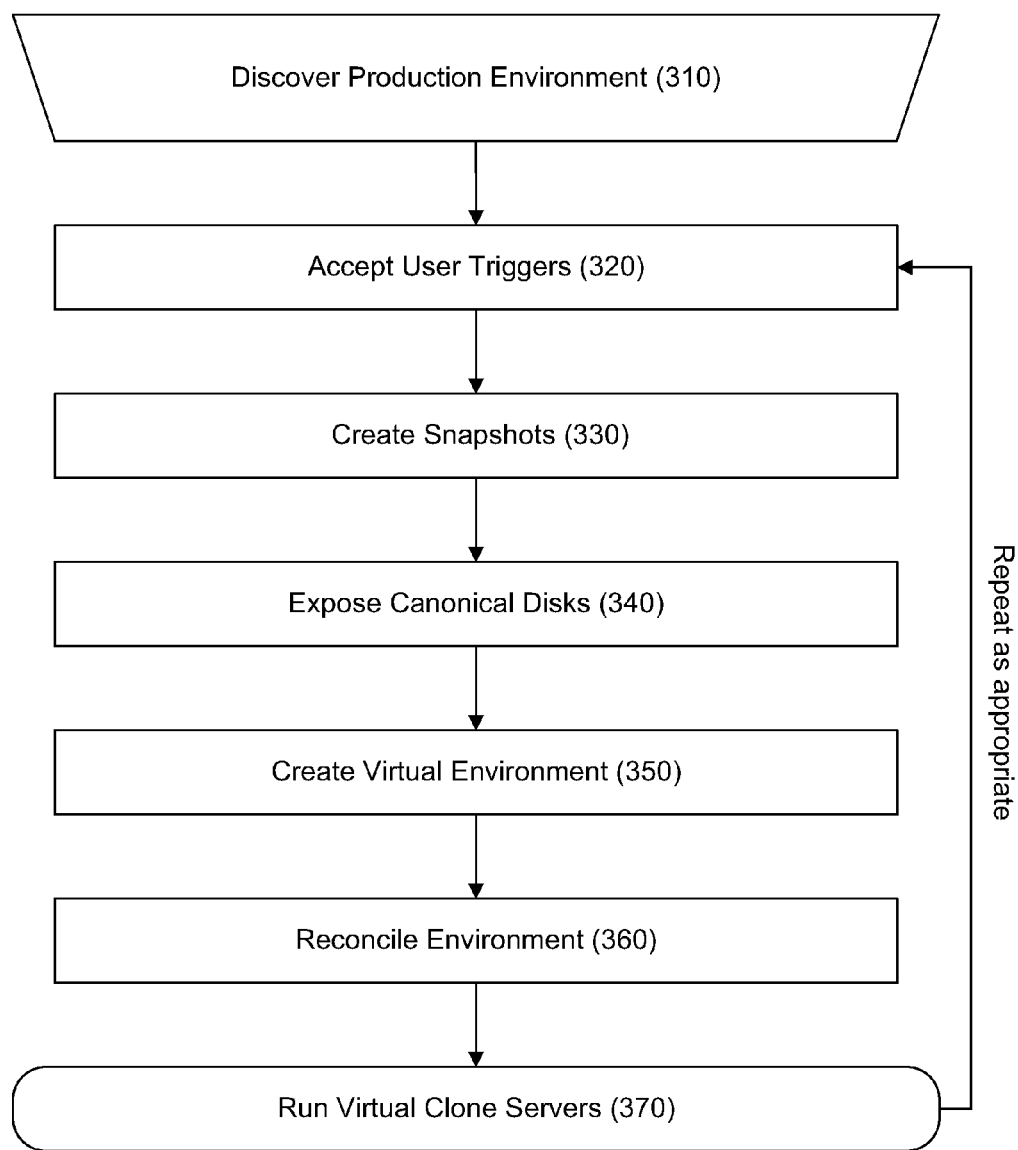 Discover Production Environment (310)
Accept User Triggers (320)
Create Snapshots (330)
Expose Canonical Disks (340)
Create Virtual Environment (350)
Reconcile Environment (360)
Run Virtual Clone Servers (370)
Repeat as appropriate